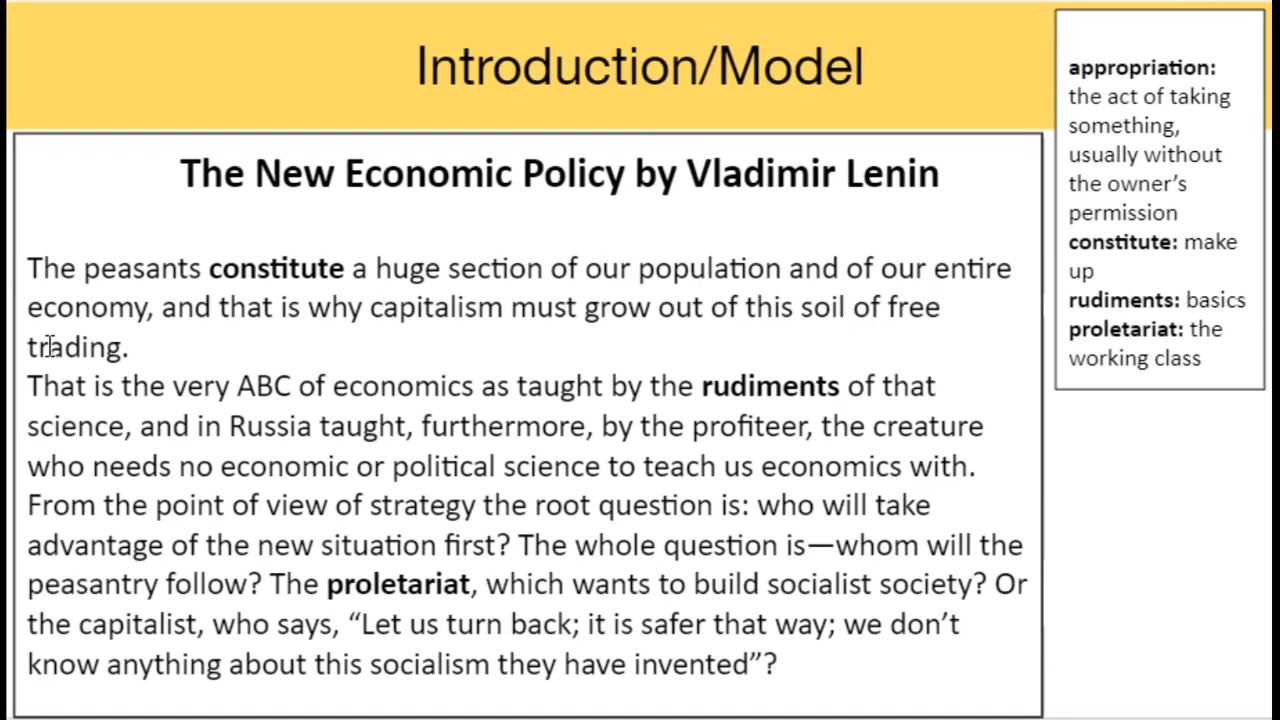 Introduction/Model
The New Economic Policy by Vladimir Lenin
The peasants constitute a huge section of our population and of our entire
economy, and that is why capitalism must grow out of this soil of free
trading.
That is the very ABC of economics as taught by the rudiments of that
science, and in Russia taught, furthermore, by the profiteer, the creature
who needs no economic or political science to teach us economics with.
From the point of view of strategy the root question is: who will take
advantage of the new situation first? The whole question is—whom will the
peasantry follow? The proletariat, which wants to build socialist society? Or
the capitalist, who says, “Let us turn back; it is safer that way; we don’t
know anything about this socialism they have invented”?
appropriation:
the act of taking
something,
usually without
the owner’s
permission
constitute: make
up
rudiments: basics
proletariat: the
working class